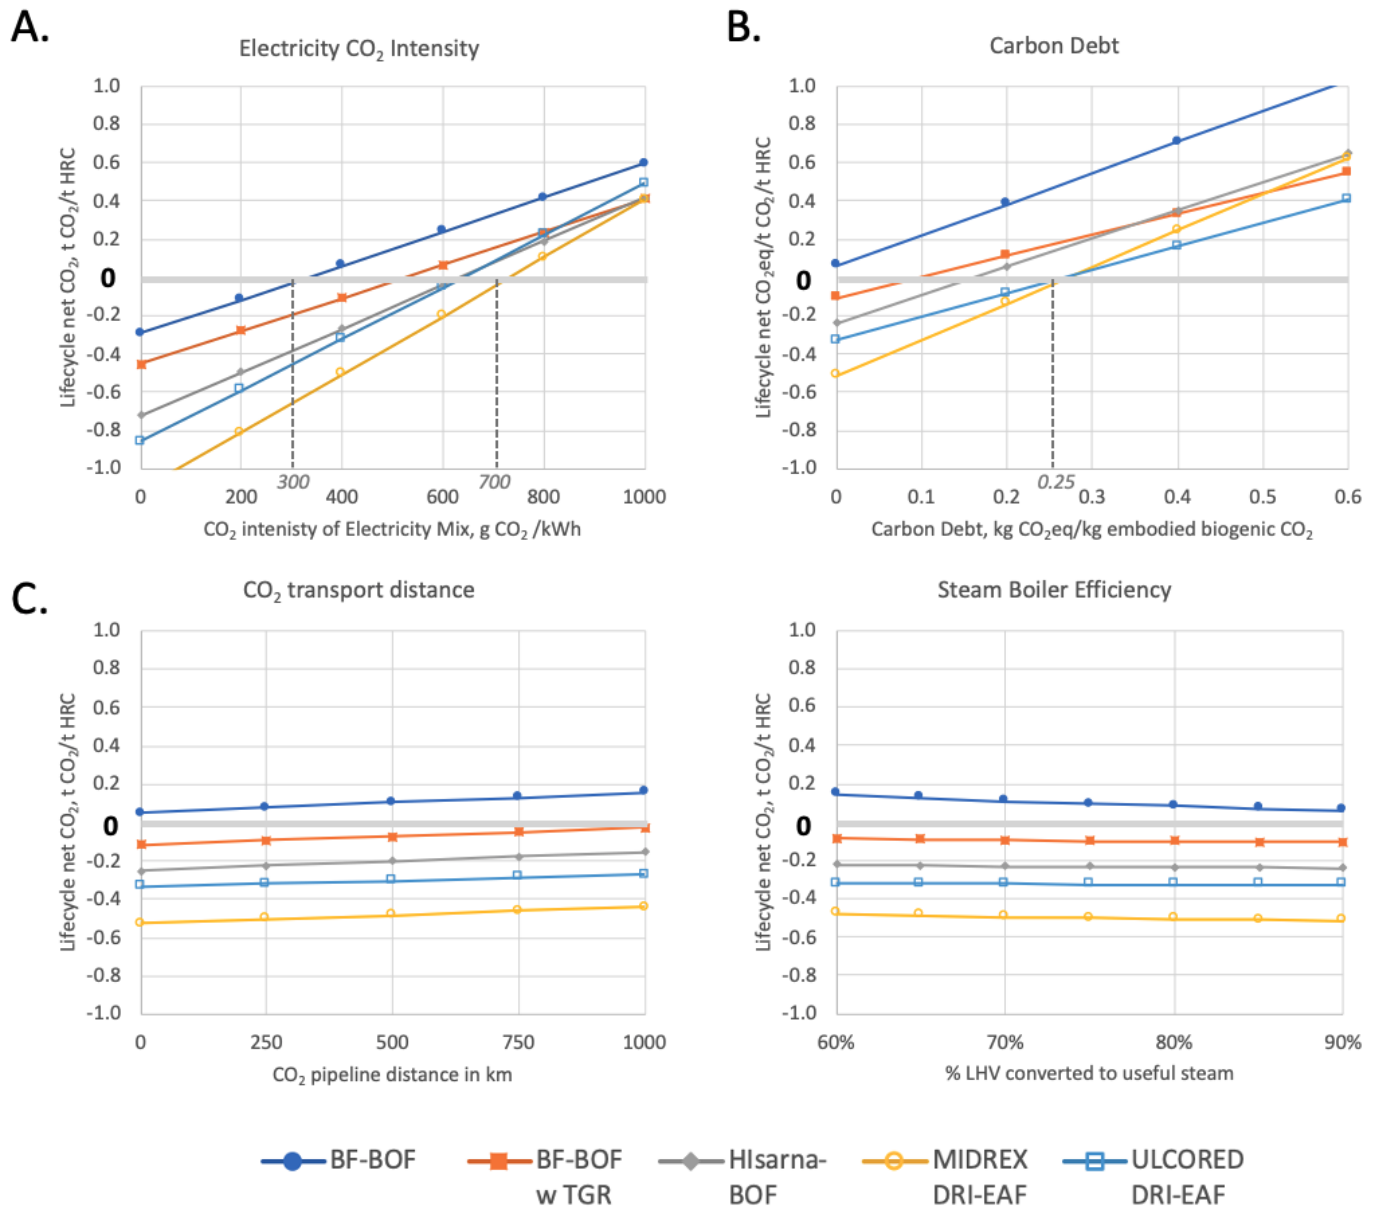 A.
Electricity CO₂ Intensity
Lifecycle net CO₂, t CO₂/t HRC
1.0
0.8
0.6
0.4
0.2
0
-0.2
-0.4
-0.6
-0.8
-1.0
0 200 300 400 600 700 800 1000
CO₂ intenisty of Electricity Mix, g CO₂ /kWh
B.
Carbon Debt
Lifecycle net CO₂eq/t CO₂/t HRC
1.0
0.8
0.6
0.4
0.2
0
-0.2
-0.4
-0.6
-0.8
-1.0
0 0.1 0.2 0.25 0.3 0.4 0.5 0.6
Carbon Debt, kg CO₂eq/kg embodied biogenic CO₂
C.
CO₂ transport distance
Lifecycle net CO₂, t CO₂/t HRC
1.0
0.8
0.6
0.4
0.2
0
-0.2
-0.4
-0.6
-0.8
-1.0
0 250 500 750 1000
CO₂ pipeline distance in km
Steam Boiler Efficiency
Lifecycle net CO₂, t CO₂/t HRC
1.0
0.8
0.6
0.4
0.2
0
-0.2
-0.4
-0.6
-0.8
-1.0
60% 70% 80% 90%
% LHV converted to useful steam
BF-BOF
BF-BOF
w TGR
HIsarna-
BOF
MIDREX
DRI-EAF
ULCORED
DRI-EAF